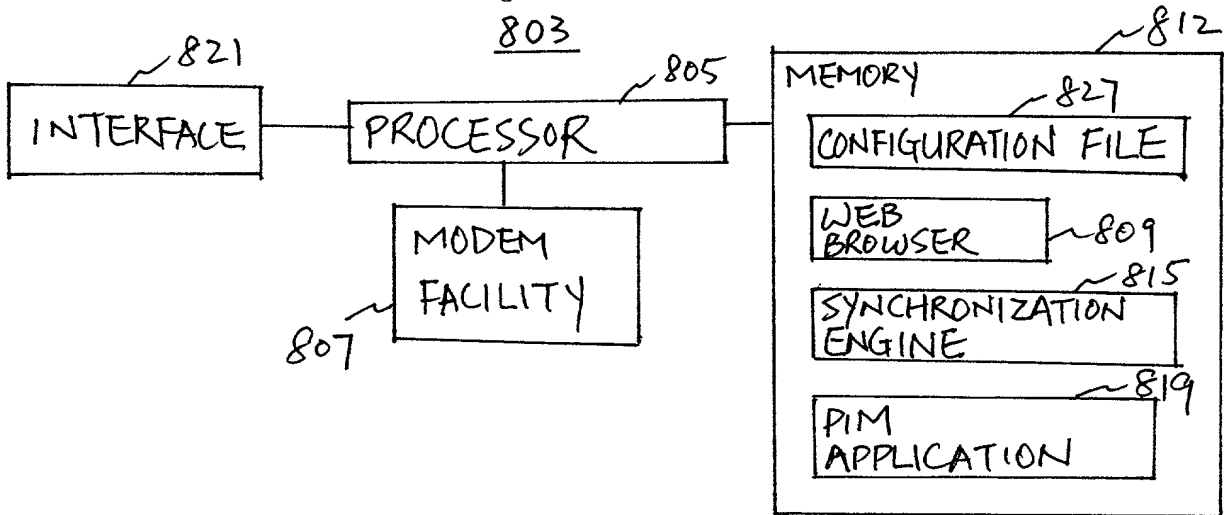 803
821
INTERFACE
805
PROCESSOR
MODEM
FACILITY
807
812
MEMORY
827
CONFIGURATION FILE
WEB
BROWSER
809
815
SYNCHRONIZATION
ENGINE
819
PIM
APPLICATION